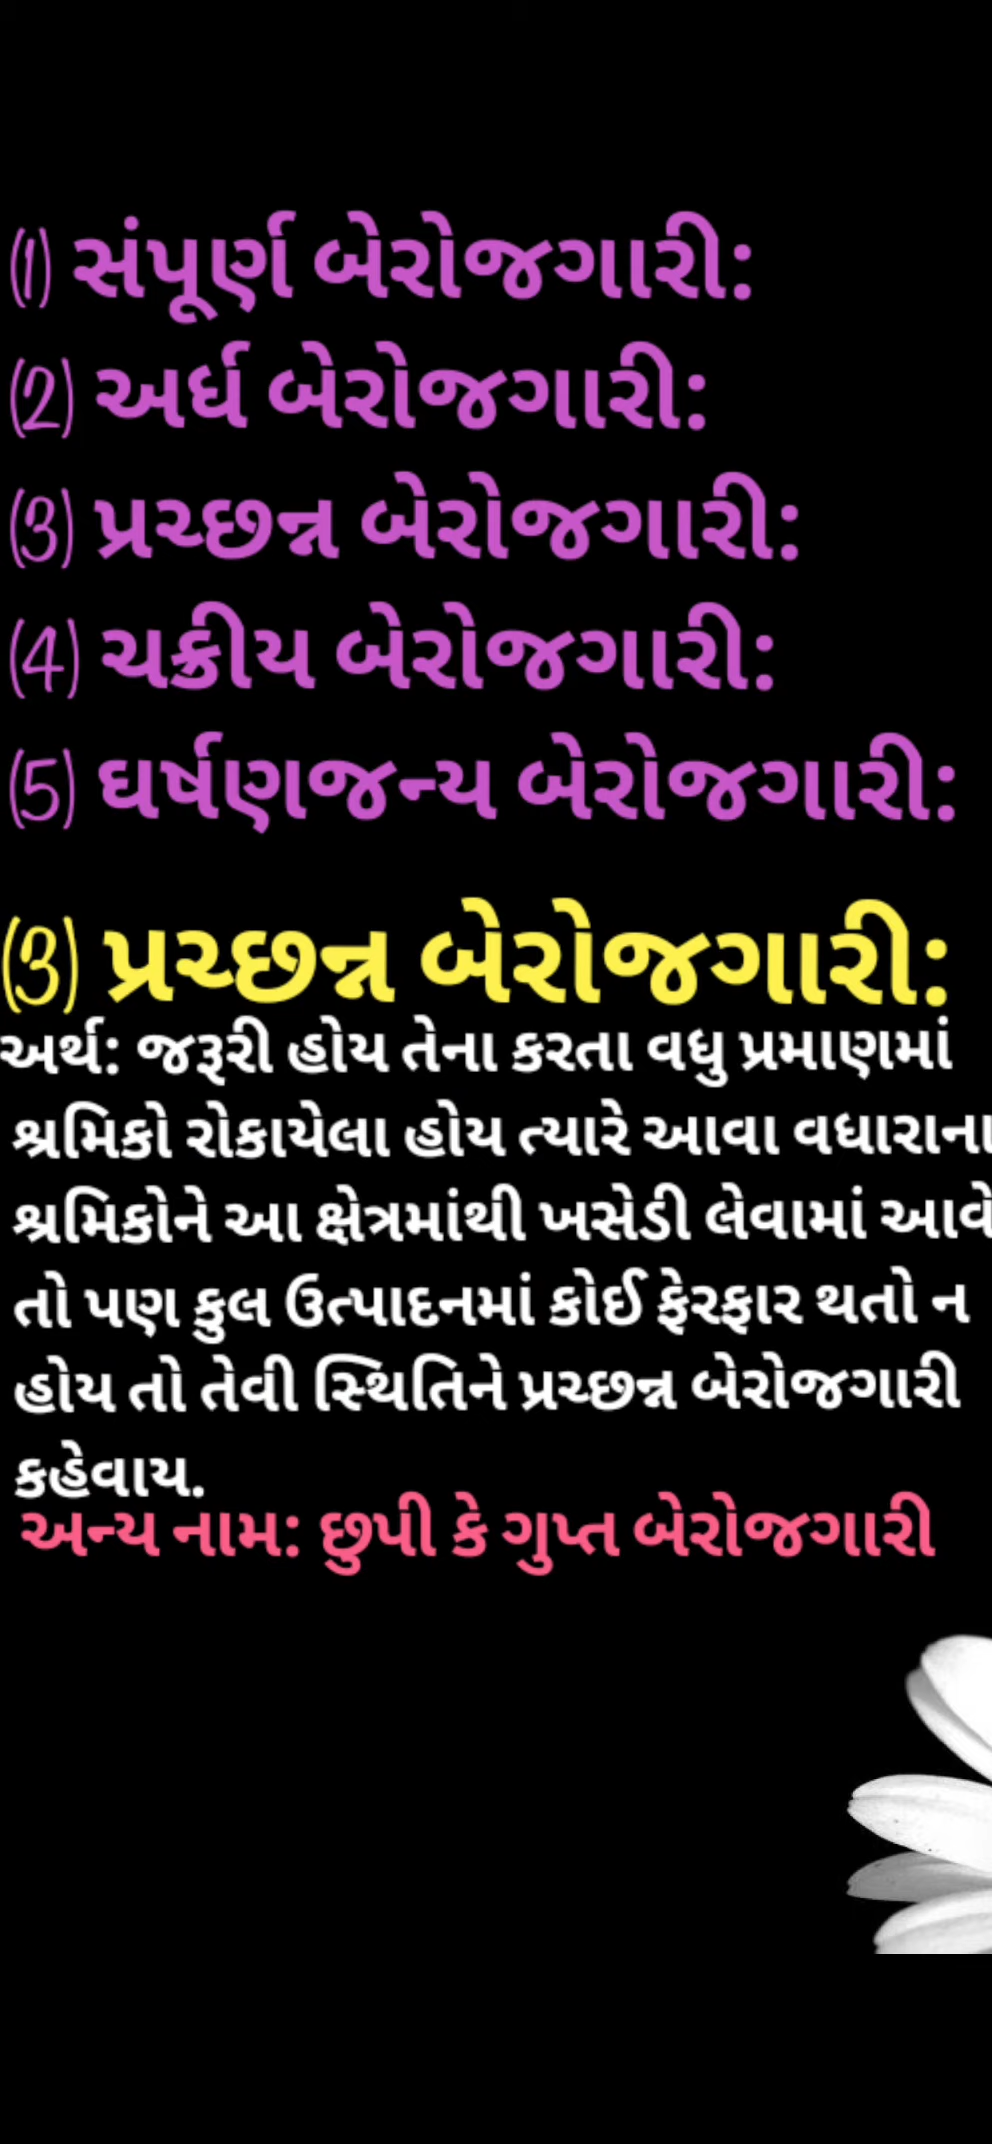 (1) સંપૂર્ણ બેરોજગારી:
(2) અર્ધ બેરોજગારી:
(3) પ્રચ્છન્ન બેરોજગારી:
(4) ચક્રીય બેરોજગારી:
(5) ઘર્ષણજન્ય બેરોજગારી:
(3) પ્રચ્છન્ન બેરોજગારી:
અર્થ: જરૂરી હોય તેના કરતા વધુ પ્રમાણમાં
શ્રમિકો રોકાયેલા હોય ત્યારે આવા વધારાના
શ્રમિકોને આ ક્ષેત્રમાંથી ખસેડી લેવામાં આવે
તો પણ કુલ ઉત્પાદનમાં કોઈ ફેરફાર થતો ન
હોય તો તેવી સ્થિતિને પ્રચ્છન્ન બેરોજગારી
કહેવાય.
અન્ય નામ: છુપી કે ગુપ્ત બેરોજગારી